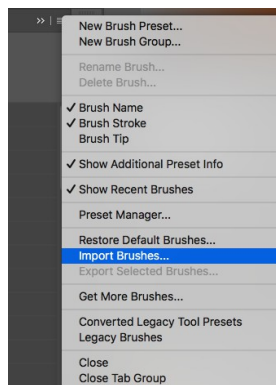 New Brush Preset...
New Brush Group...
Rename Brush...
Delete Brush...
✓ Brush Name
✓ Brush Stroke
Brush Tip
✓ Show Additional Preset Info
✓ Show Recent Brushes
Preset Manager...
Restore Default Brushes...
Import Brushes...
Export Selected Brushes...
Get More Brushes...
Converted Legacy Tool Presets
Legacy Brushes
Close
Close Tab Group